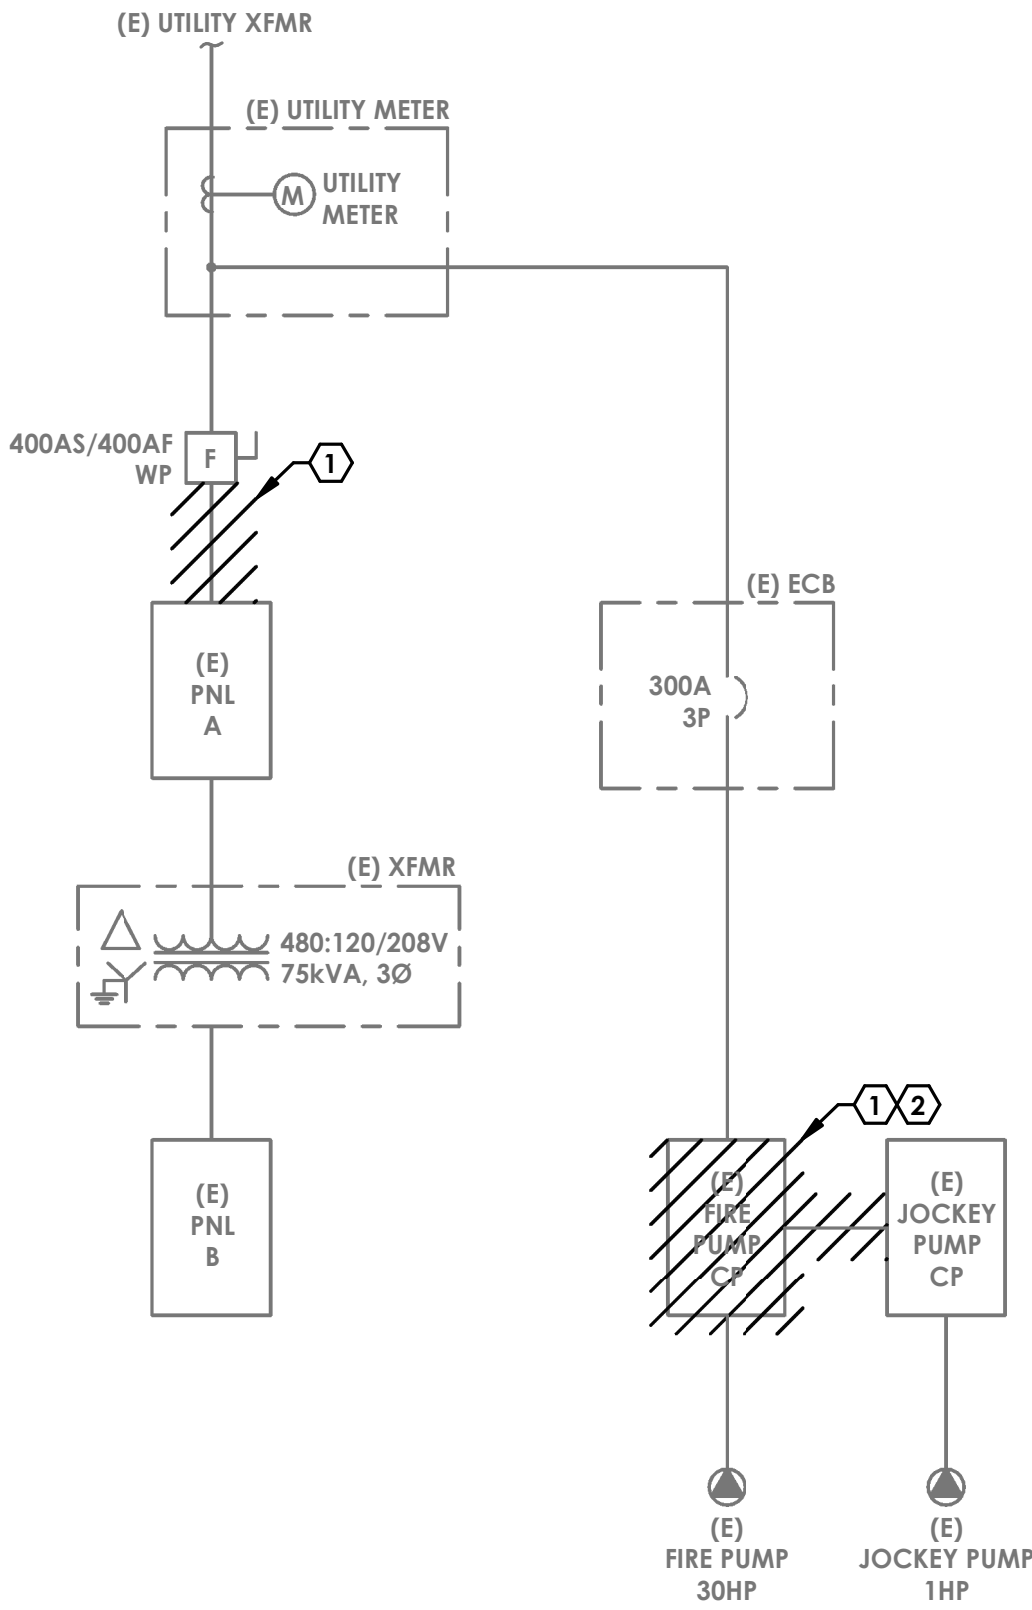 (E) UTILITY XFMR
(E) UTILITY METER
M
UTILITY
METER
400AS/400AF
WP
F
1
(E) ECB
(E)
PNL
A
300A
3P
(E) XFMR
480:120/208V
75kVA, 3Ø
1
2
(E)
PNL
B
(E)
FIRE
PUMP
CP
(E)
JOCKEY
PUMP
CP
(E)
FIRE PUMP
30HP
(E)
JOCKEY PUMP
1HP